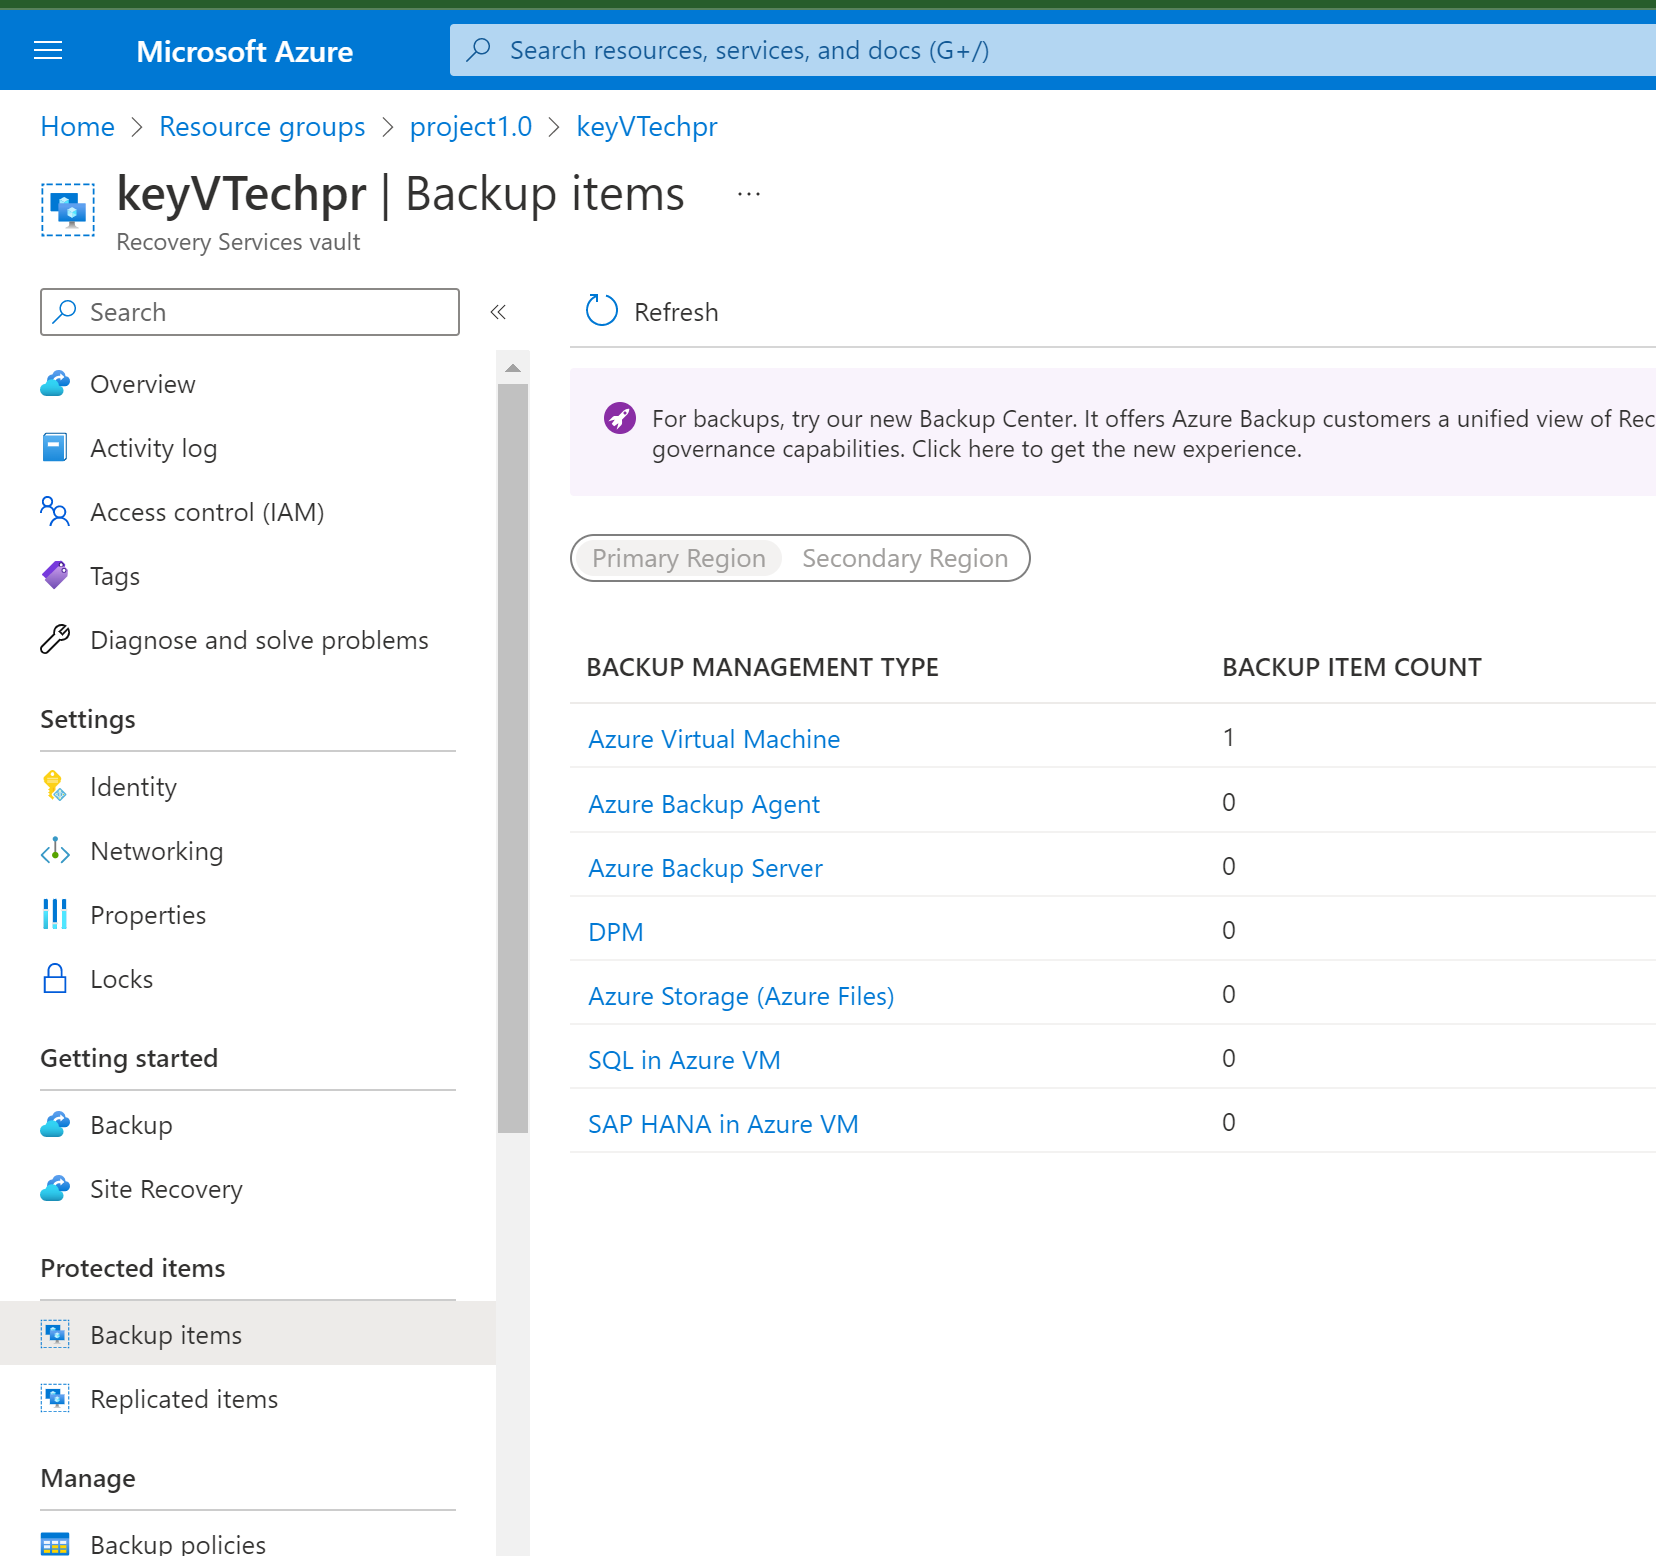 Microsoft Azure
Search resources, services, and docs (G+/)
Home > Resource groups > project1.0 > keyVTechpr
keyVTechpr | Backup items ...
Recovery Services vault
Search
«
Refresh
Overview
Activity log
Access control (IAM)
Tags
Diagnose and solve problems
Settings
Identity
Networking
Properties
Locks
Getting started
Backup
Site Recovery
Protected items
Backup items
Replicated items
Manage
Backup policies
For backups, try our new Backup Center. It offers Azure Backup customers a unified view of Rec
governance capabilities. Click here to get the new experience.
Primary Region Secondary Region
BACKUP MANAGEMENT TYPE BACKUP ITEM COUNT
Azure Virtual Machine 1
Azure Backup Agent 0
Azure Backup Server 0
DPM 0
Azure Storage (Azure Files) 0
SQL in Azure VM 0
SAP HANA in Azure VM 0